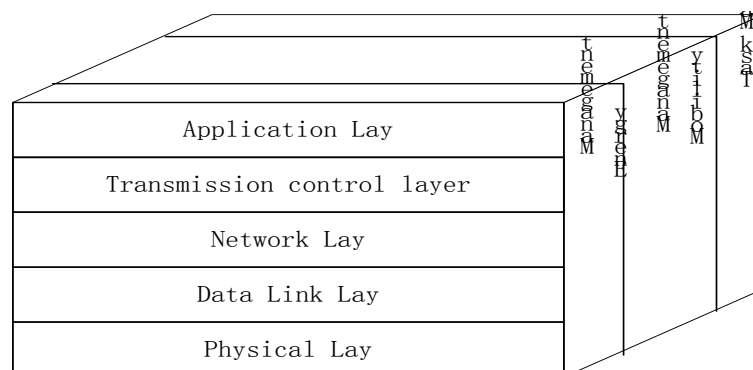 Application Lay
Transmission control layer
Network Lay
Data Link Lay
Physical Lay
Energy
Management
Mobility
Management
Task